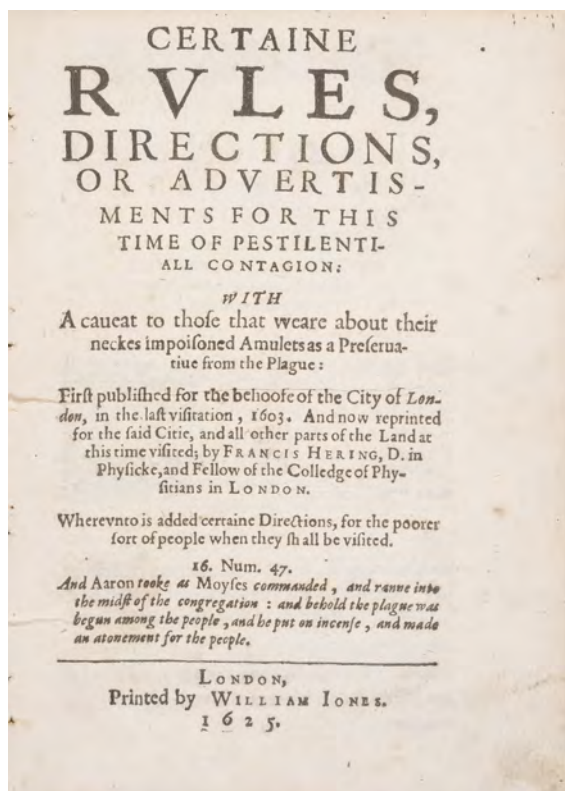 CERTAINE
RVLES,
DIRECTIONS,
OR ADVERTIS-
MENTS FOR THIS
TIME OF PESTILENTI-
ALL CONTAGION:
WITH
A caueat to thoſe that weare about their
neckes impoiſoned Amulets as a Preſerua-
tiue from the Plague:
Firſt publiſhed for the behoofe of the City of Lon-
don, in the laſt viſitation, 1603. And now reprinted
for the ſaid Citie, and all other parts of the Land at
this time viſited; by FRANCIS HERING, D. in
Phyſicke, and Fellow of the Colledge of Phy-
ſitians in LONDON.
Wherevnto is added certaine Directions, for the poorer
ſort of people when they ſhall be viſited.
16. Num. 47.
And Aaron tooke as Moyſes commanded, and ranne into
the midſt of the congregation: and behold the plague was
begun among the people, and he put on incenſe, and made
an atonement for the people.
LONDON,
Printed by WILLIAM IONES.
1625.